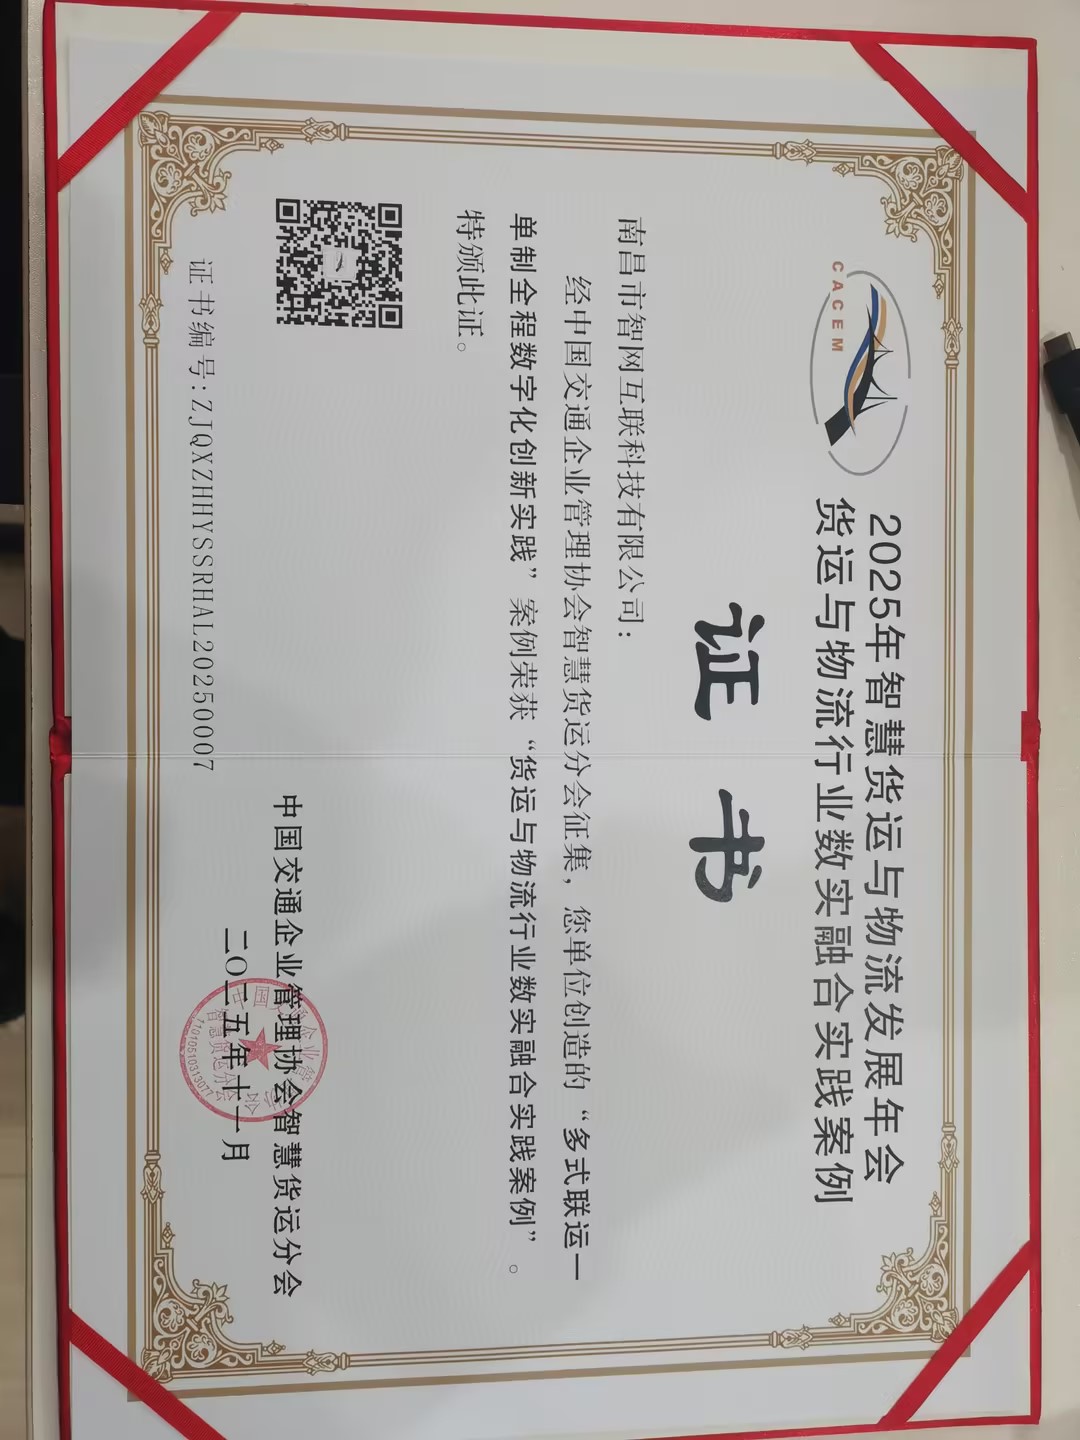 CACEM
2025年智慧货运与物流发展年会
货运与物流行业数实融合实践案例
证书
南昌市智网互联科技有限公司：
经中国交通企业管理协会智慧货运分会征集，您单位创造的“多式联运一
单制全程数字化创新实践”案例荣获“货运与物流行业数实融合实践案例”。
特颁此证。
证书编号：ZJQXZHHYSSRHAL20250007
中国交通企业管理协会智慧货运分会
二〇二五年十一月
智慧货运分会
1101051031307